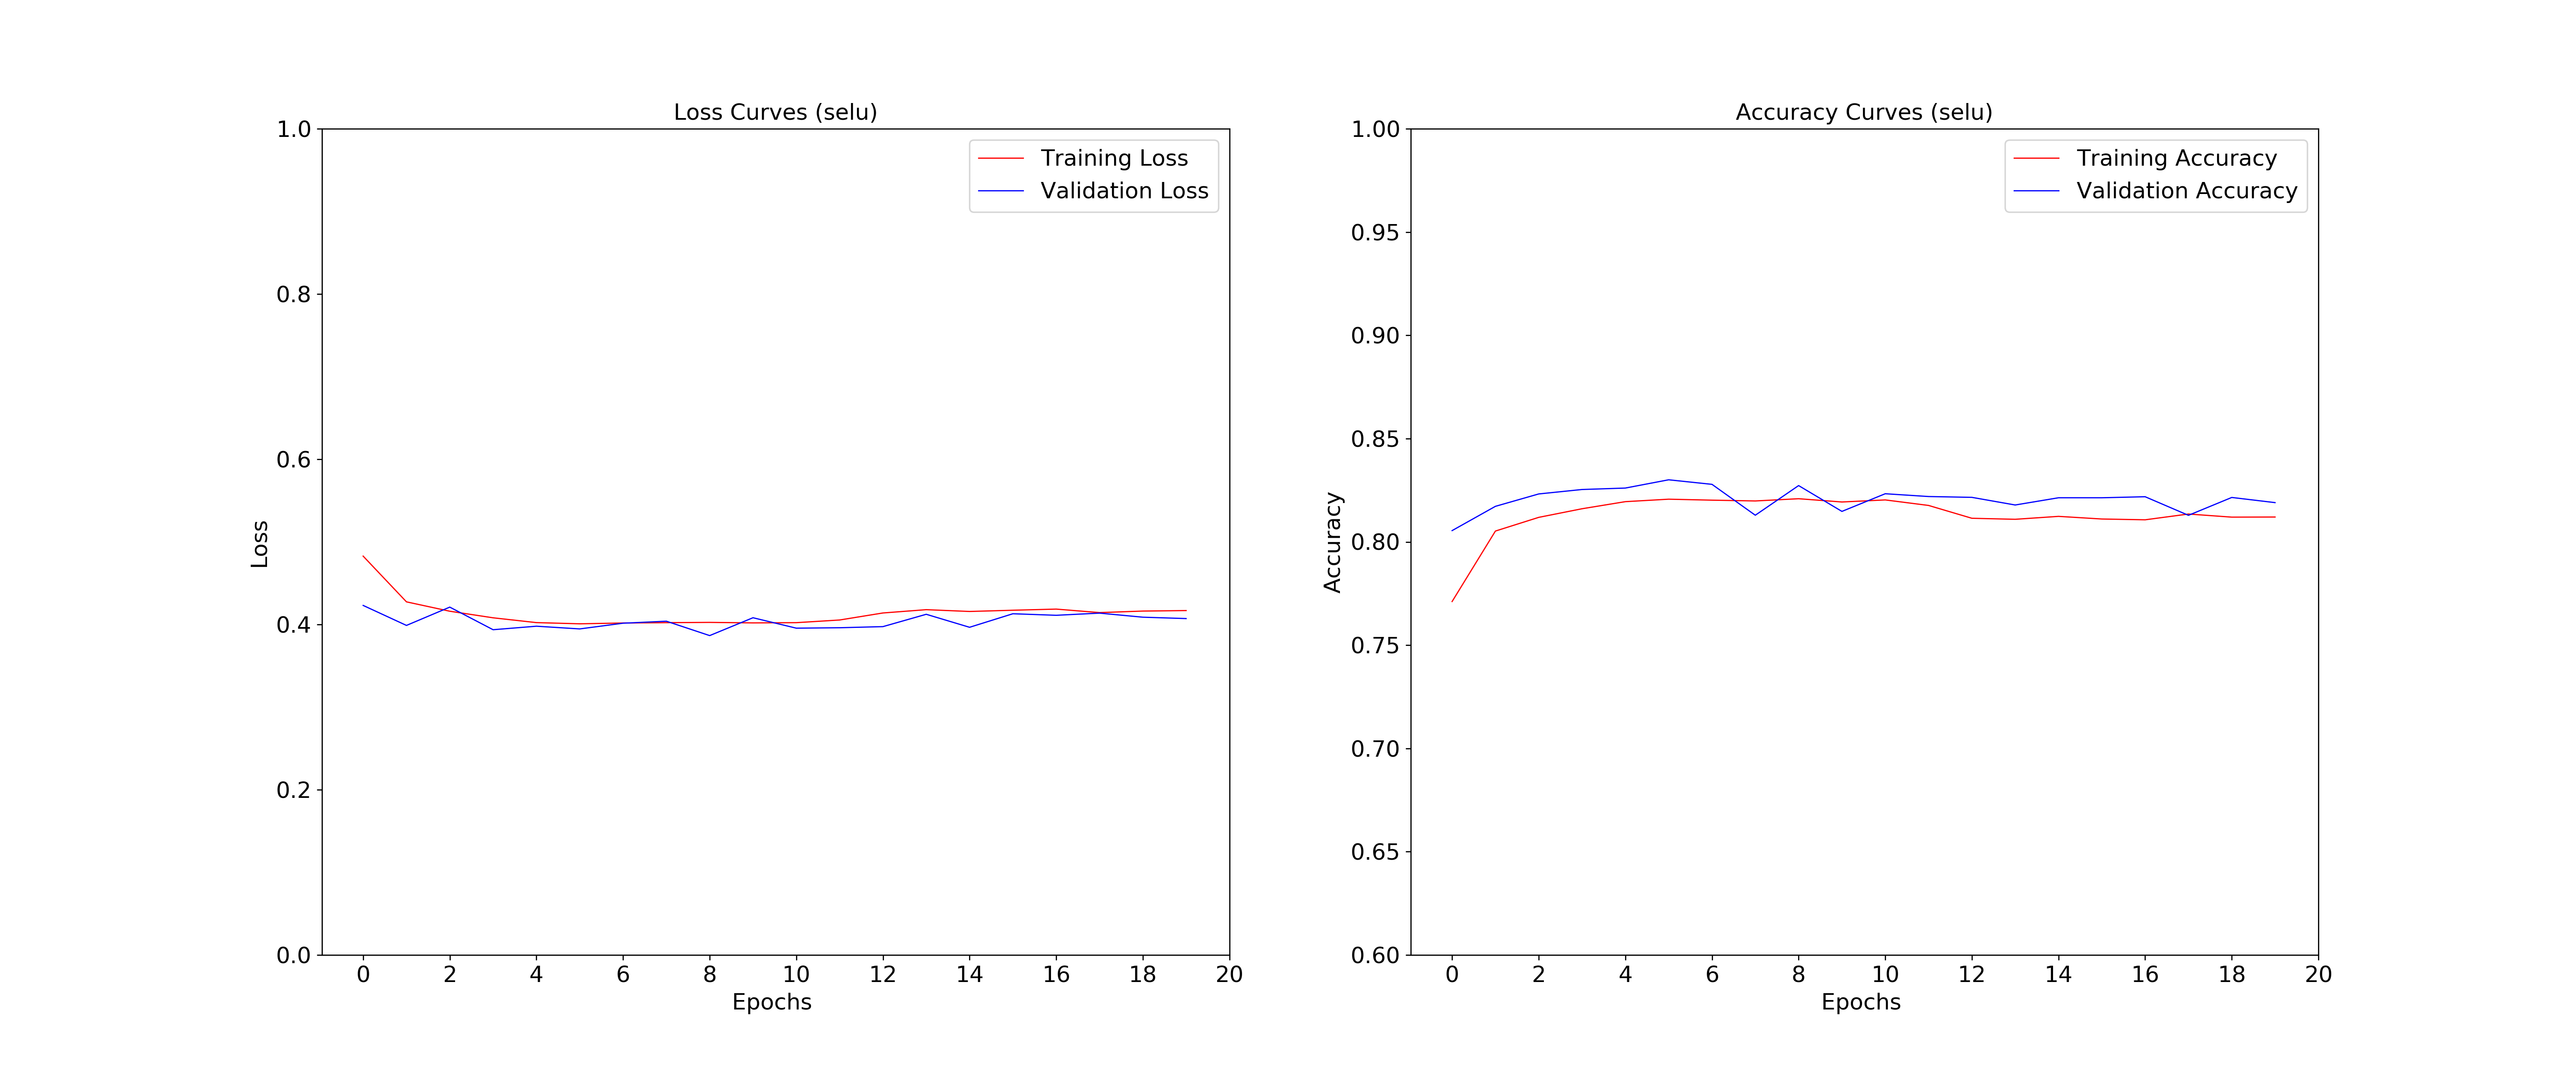 Loss Curves (selu)
1.0
0.8
0.6
0.4
0.2
0.0
Loss
Training Loss
Validation Loss
0 2 4 6 8 10 12 14 16 18 20
Epochs
Accuracy Curves (selu)
1.00
0.95
0.90
0.85
0.80
0.75
0.70
0.65
0.60
Accuracy
Training Accuracy
Validation Accuracy
0 2 4 6 8 10 12 14 16 18 20
Epochs